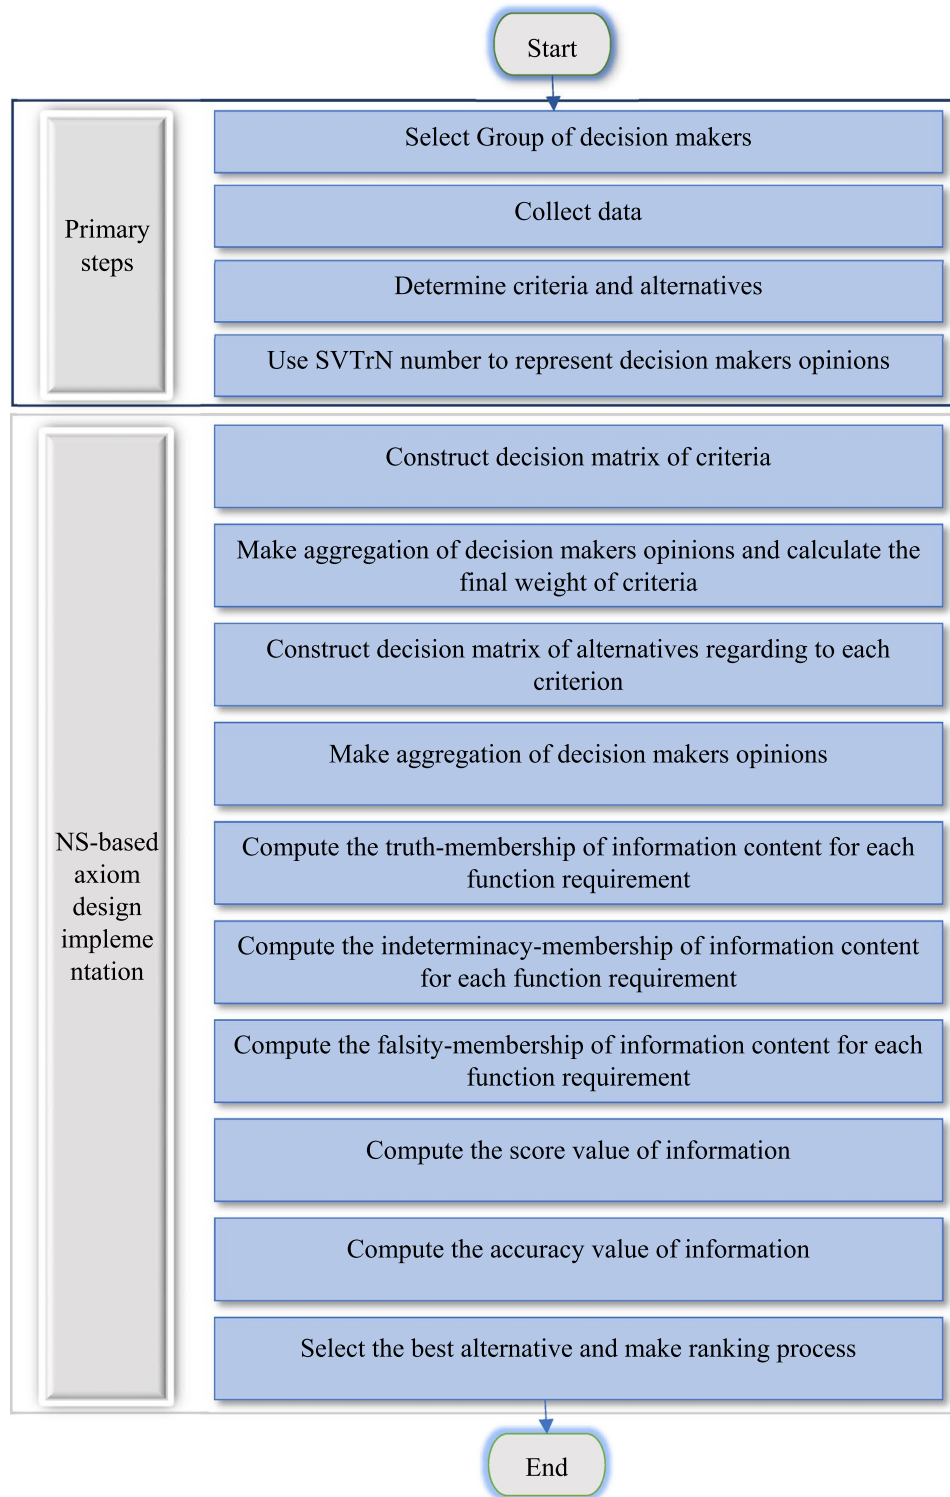 Start
Primary
steps
Select Group of decision makers
Collect data
Determine criteria and alternatives
Use SVTrN number to represent decision makers opinions
NS-based
axiom
design
impleme
ntation
Construct decision matrix of criteria
Make aggregation of decision makers opinions and calculate the
final weight of criteria
Construct decision matrix of alternatives regarding to each
criterion
Make aggregation of decision makers opinions
Compute the truth-membership of information content for each
function requirement
Compute the indeterminacy-membership of information content
for each function requirement
Compute the falsity-membership of information content for each
function requirement
Compute the score value of information
Compute the accuracy value of information
Select the best alternative and make ranking process
End